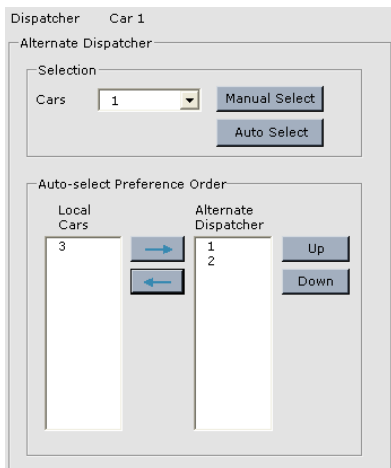 Dispatcher Car 1
Alternate Dispatcher
Selection
Cars 1 Manual Select
Auto Select
Auto-select Preference Order
Local Cars
Alternate Dispatcher
3
1
2
Up
Down